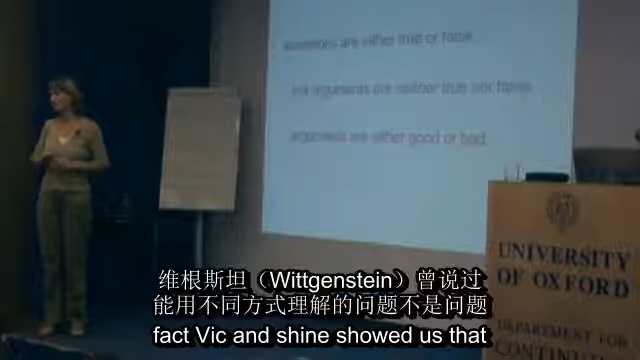 assertions are either true or false
but arguments are neither true nor false
arguments are either good or bad
UNIVERSITY
OF OXFORD
DEPARTMENT FOR
维根斯坦（Wittgenstein）曾说过
能用不同方式理解的问题不是问题
fact Vic and shine showed us that